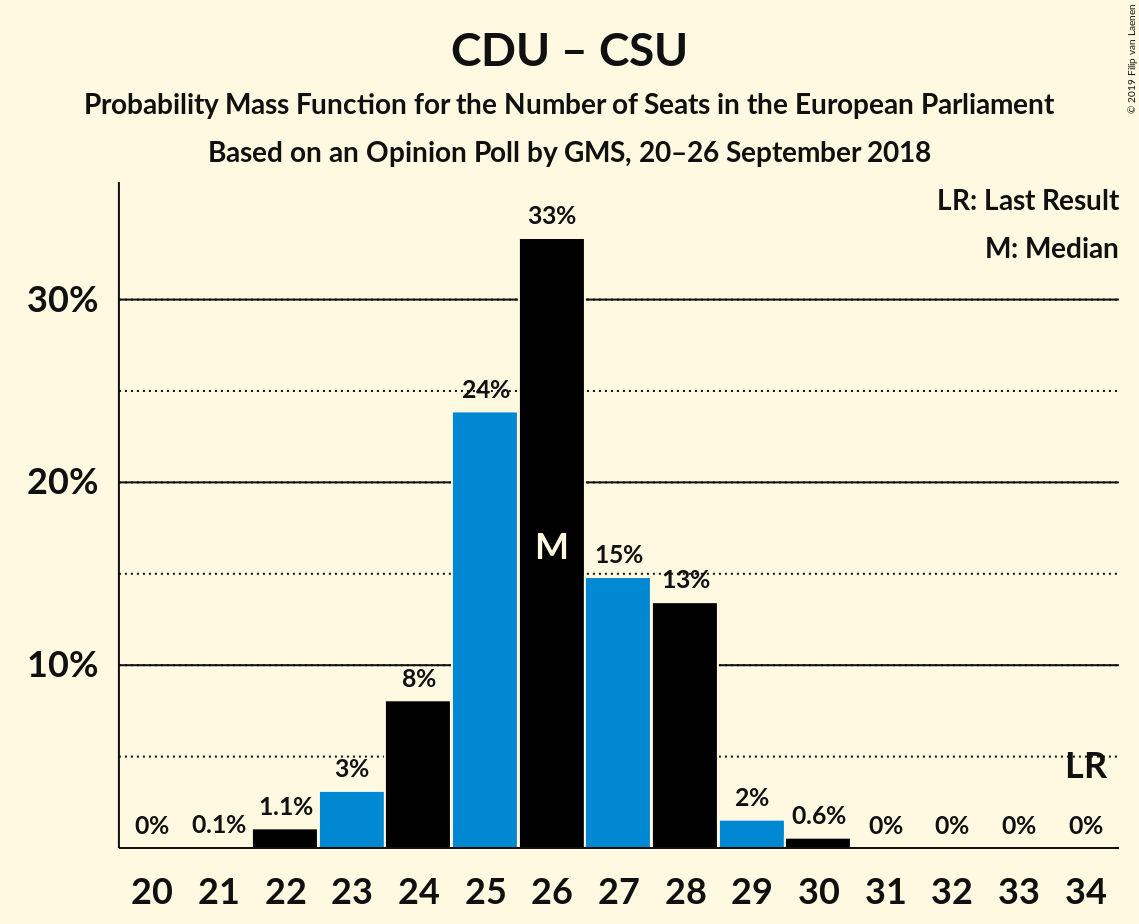 CDU – CSU
Probability Mass Function for the Number of Seats in the European Parliament
Based on an Opinion Poll by GMS, 20–26 September 2018
© 2019 Filip van Laenen
LR: Last Result
M: Median
30%
20%
10%
0%
0.1%
1.1%
3%
8%
24%
33%
M
15%
13%
2%
0.6%
0%
0%
0%
0%
LR
20 21 22 23 24 25 26 27 28 29 30 31 32 33 34